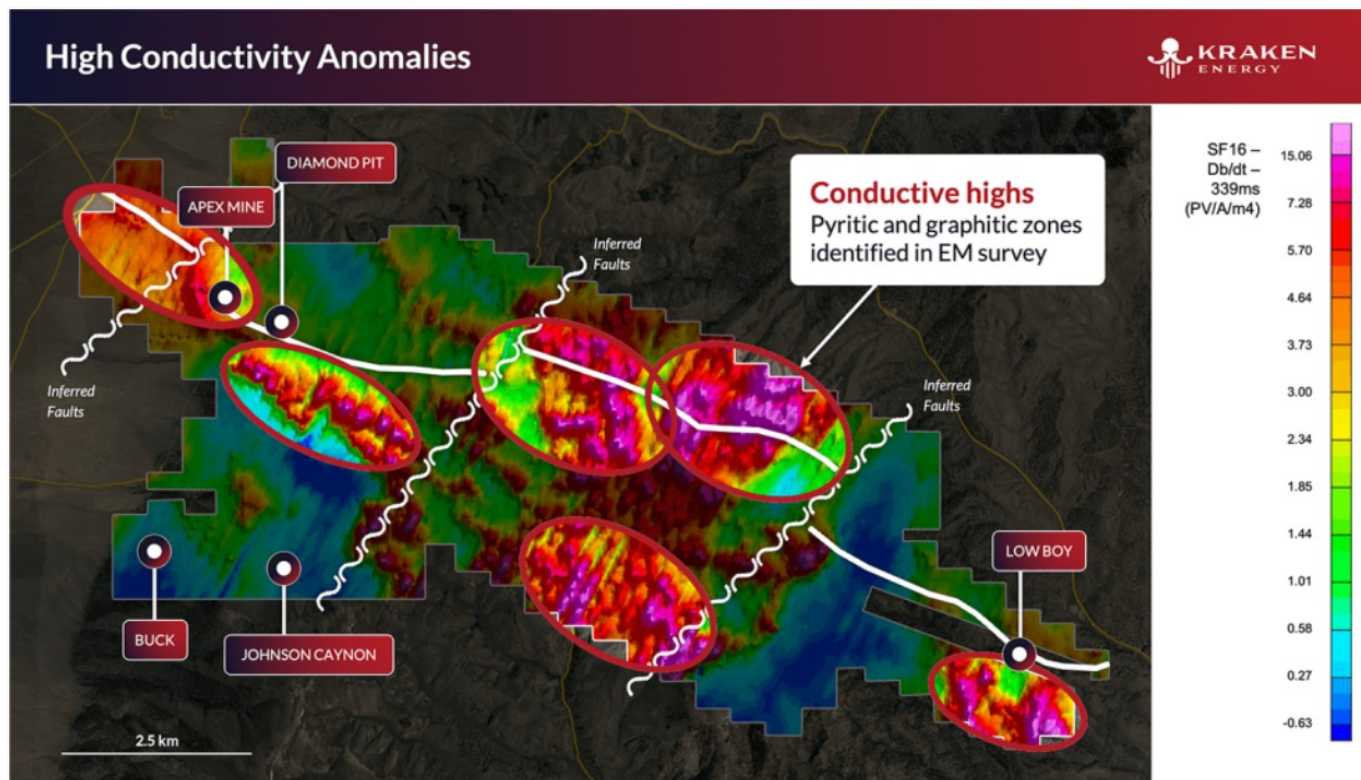 High Conductivity Anomalies
KRAKEN
ENERGY
DIAMOND PIT
APEX MINE
Inferred
Faults
Conductive highs
Pyritic and graphitic zones
identified in EM survey
Inferred
Faults
Inferred
Faults
LOW BOY
BUCK
JOHNSON CAYNON
2.5 km
SF16 –
Db/dt –
339ms
(PV/A/m4)
15.06
7.28
5.70
4.64
3.73
3.00
2.34
1.85
1.44
1.01
0.58
0.27
-0.63